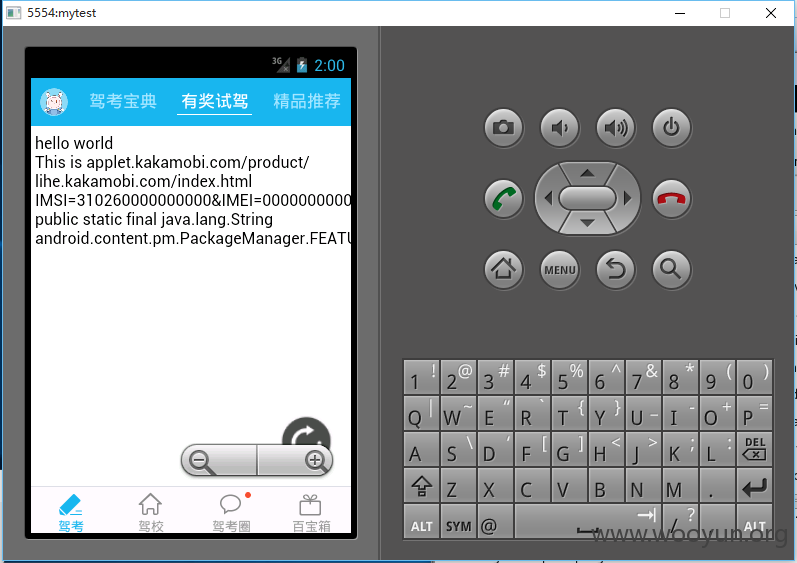 5554:mytest
3G 2:00
驾考宝典 有奖试驾 精品推荐
hello world
This is applet.kakamobi.com/product/
lihe.kakamobi.com/index.html
IMSI=310260000000000&IMEI=0000000000
public static final java.lang.String
android.content.pm.PackageManager.FEATU
驾考 驾校 驾考圈 百宝箱
MENU
1 ! 2 @ 3 # 4 $ 5 % 6 ^ 7 & 8 * 9 ( 0 )
Q | W ~ E “ R ` T { Y } U _ I - O + P =
A S \ D ‘ F [ G ] H < J > K ; L : DEL
Z X C V B N M .
ALT SYM @ / ? ALT
www.wooyun.org